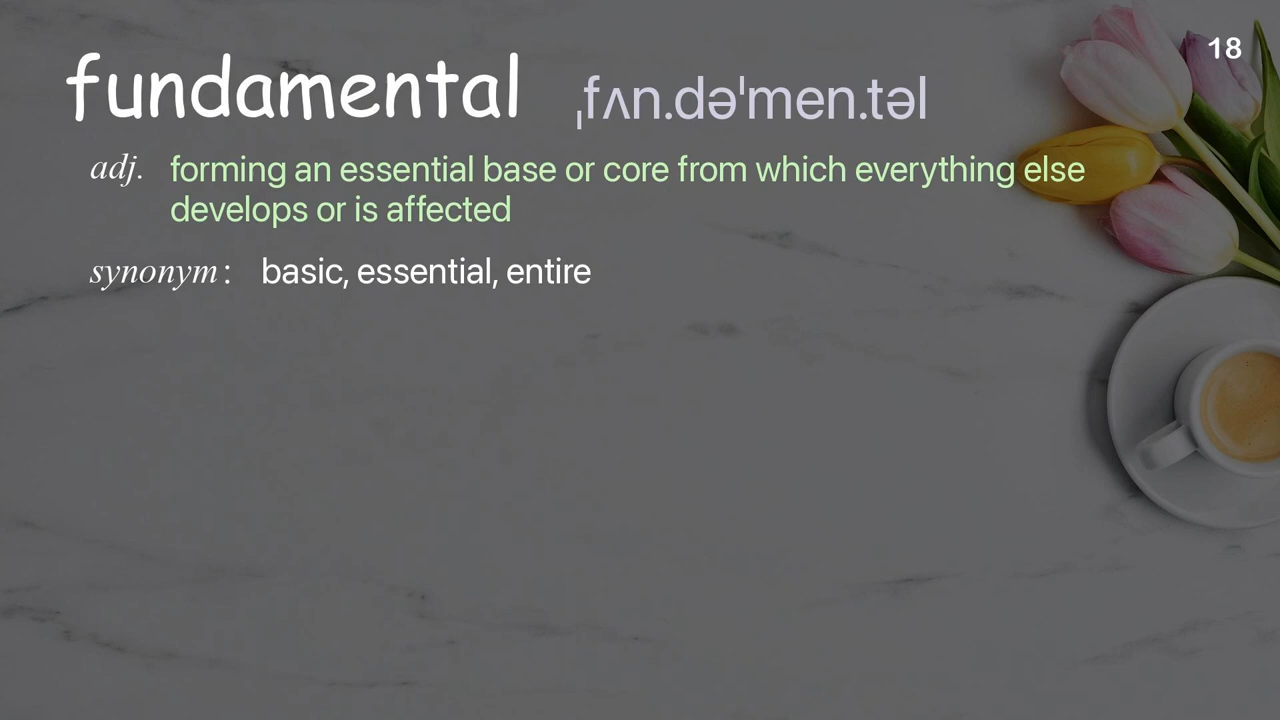 18
fundamental ˌfʌn.dəˈmen.təl
adj. forming an essential base or core from which everything else
develops or is affected
synonym: basic, essential, entire